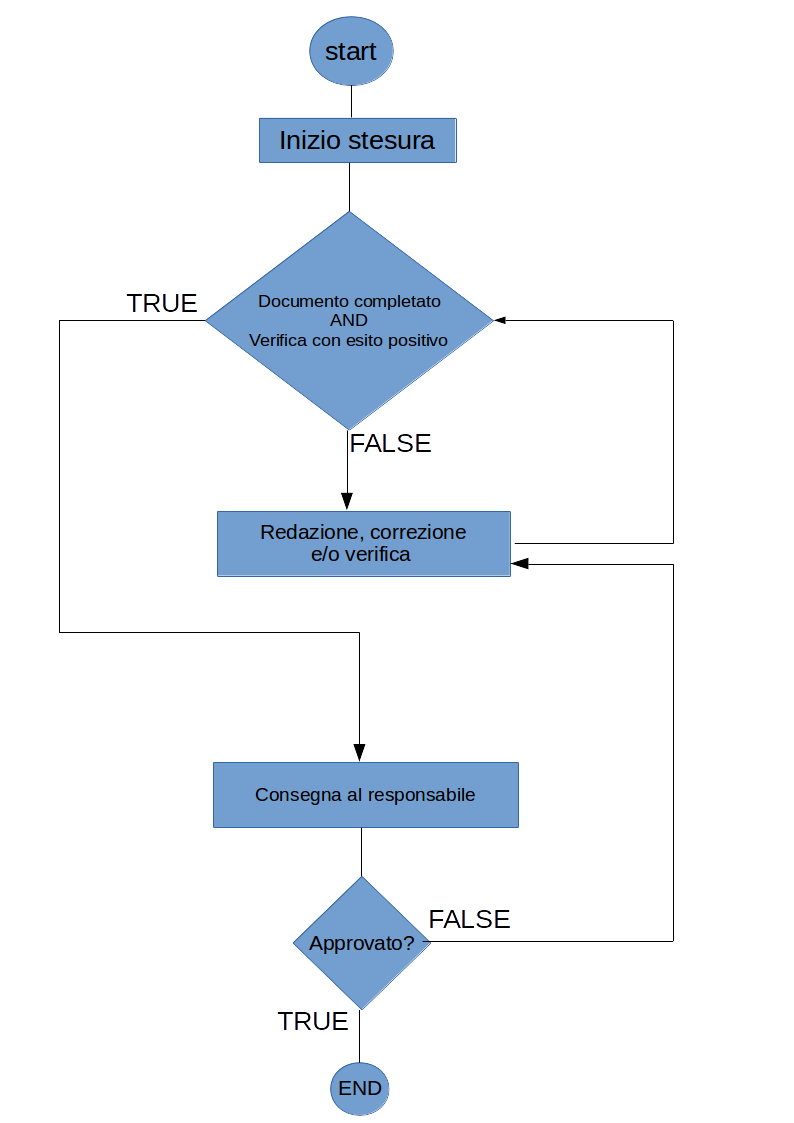 start
Inizio stesura
TRUE
Documento completato
AND
Verifica con esito positivo
FALSE
Redazione, correzione
e/o verifica
Consegna al responsabile
Approvato?
FALSE
TRUE
END